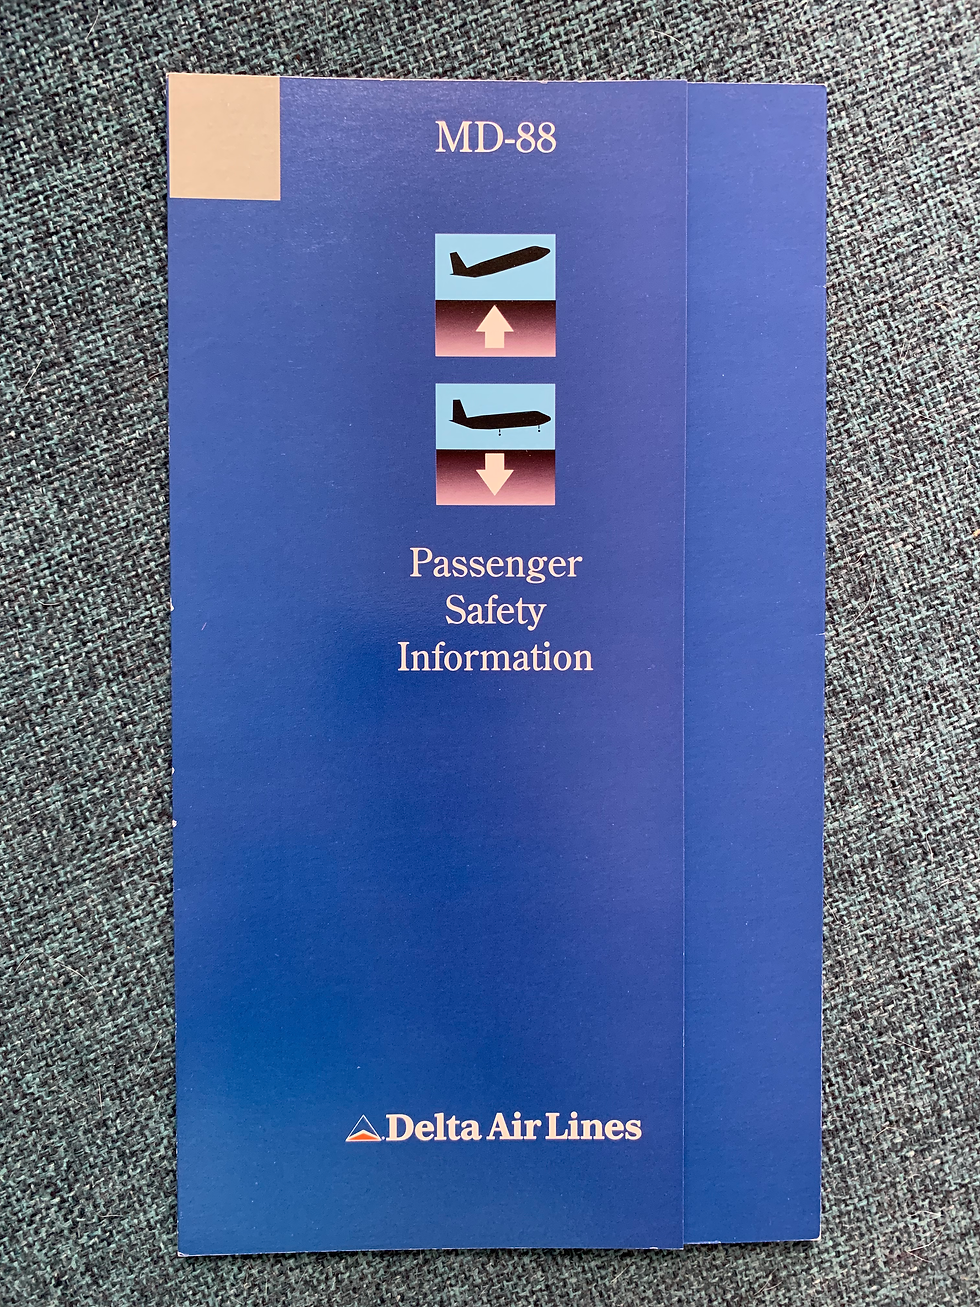 MD-88
Passenger
Safety
Information
Delta Air Lines